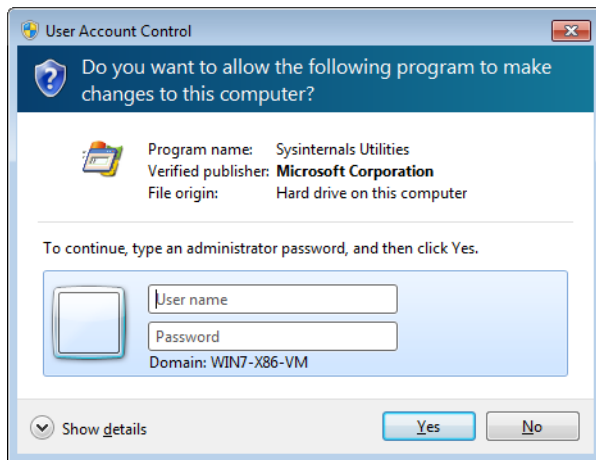 User Account Control
Do you want to allow the following program to make
changes to this computer?
Program name: Sysinternals Utilities
Verified publisher: Microsoft Corporation
File origin: Hard drive on this computer
To continue, type an administrator password, and then click Yes.
User name
Password
Domain: WIN7-X86-VM
Show details
Yes
No